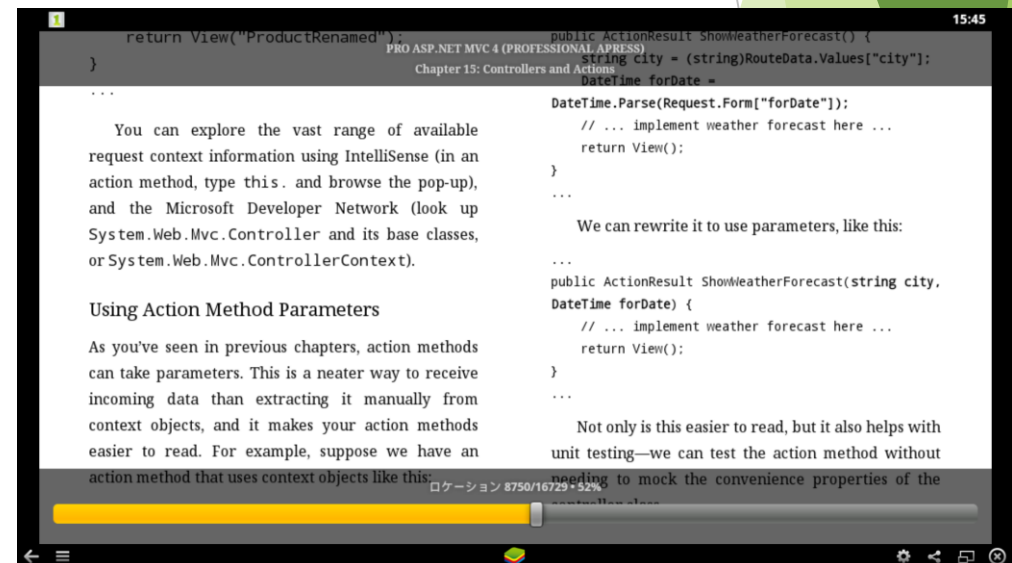 1
15:45
PRO ASP.NET MVC 4 (PROFESSIONAL APRESS)
Chapter 15: Controllers and Actions
return View("ProductRenamed");
}
...
You can explore the vast range of available
request context information using IntelliSense (in an
action method, type this. and browse the pop-up),
and the Microsoft Developer Network (look up
System.Web.Mvc.Controller and its base classes,
or System.Web.Mvc.ControllerContext).
Using Action Method Parameters
As you've seen in previous chapters, action methods
can take parameters. This is a neater way to receive
incoming data than extracting it manually from
context objects, and it makes your action methods
easier to read. For example, suppose we have an
action method that uses context objects like this:
public ActionResult ShowWeatherForecast() {
string city = (string)RouteData.Values["city"];
DateTime forDate =
DateTime.Parse(Request.Form["forDate"]);
// ... implement weather forecast here ...
return View();
}
...
We can rewrite it to use parameters, like this:
...
public ActionResult ShowWeatherForecast(string city,
DateTime forDate) {
// ... implement weather forecast here ...
return View();
}
...
Not only is this easier to read, but it also helps with
unit testing—we can test the action method without
needing to mock the convenience properties of the
controller class.
ロケーション 8750/16729 • 52%